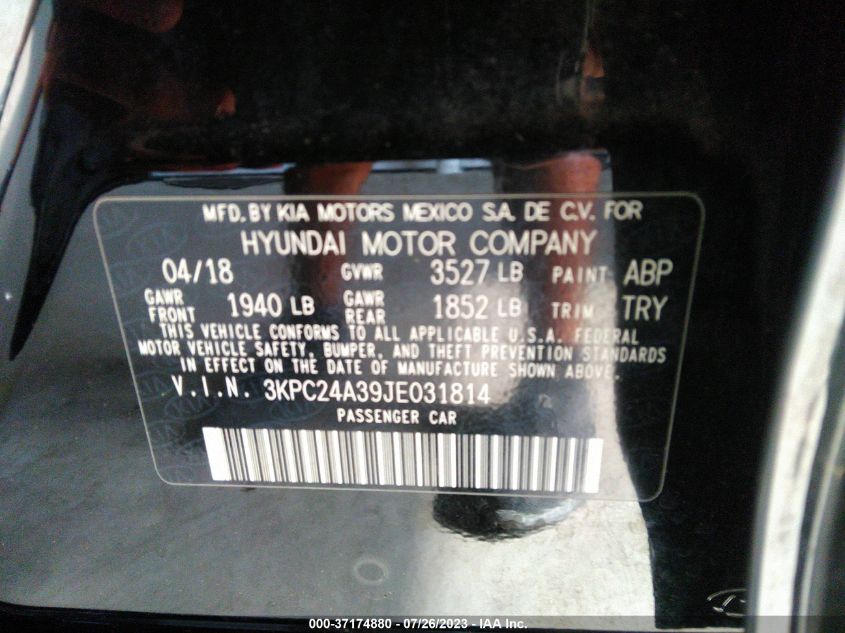 MFD. BY KIA MOTORS MEXICO S.A. DE C.V. FOR
HYUNDAI MOTOR COMPANY
04/18 GVWR 3527 LB PAINT ABP
GAWR FRONT 1940 LB GAWR REAR 1852 LB TRIM TRY
THIS VEHICLE CONFORMS TO ALL APPLICABLE U.S.A. FEDERAL
MOTOR VEHICLE SAFETY, BUMPER, AND THEFT PREVENTION STANDARDS
IN EFFECT ON THE DATE OF MANUFACTURE SHOWN ABOVE.
V.I.N. 3KPC24A39JE031814
PASSENGER CAR
000-37174880 - 07/26/2023 - IAA Inc.